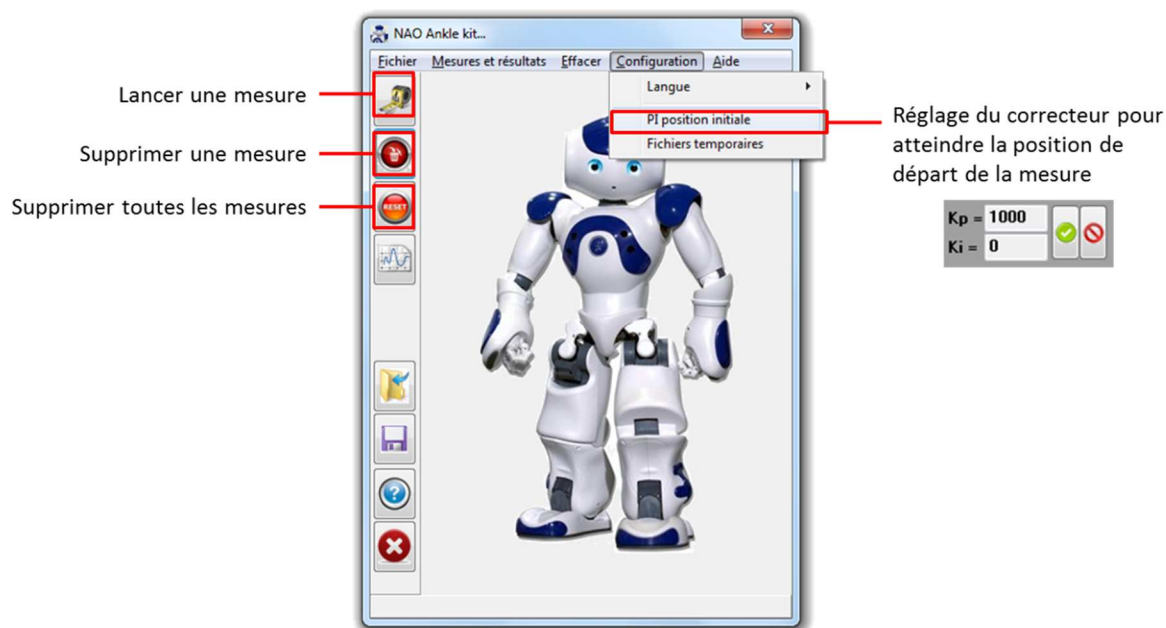 NAO Ankle kit...
Fichier Mesures et résultats Effacer Configuration Aide
Langue
PI position initiale
Fichiers temporaires
Lancer une mesure
Supprimer une mesure
Supprimer toutes les mesures
RESET
Réglage du correcteur pour
atteindre la position de
départ de la mesure
Kp = 1000
Ki = 0